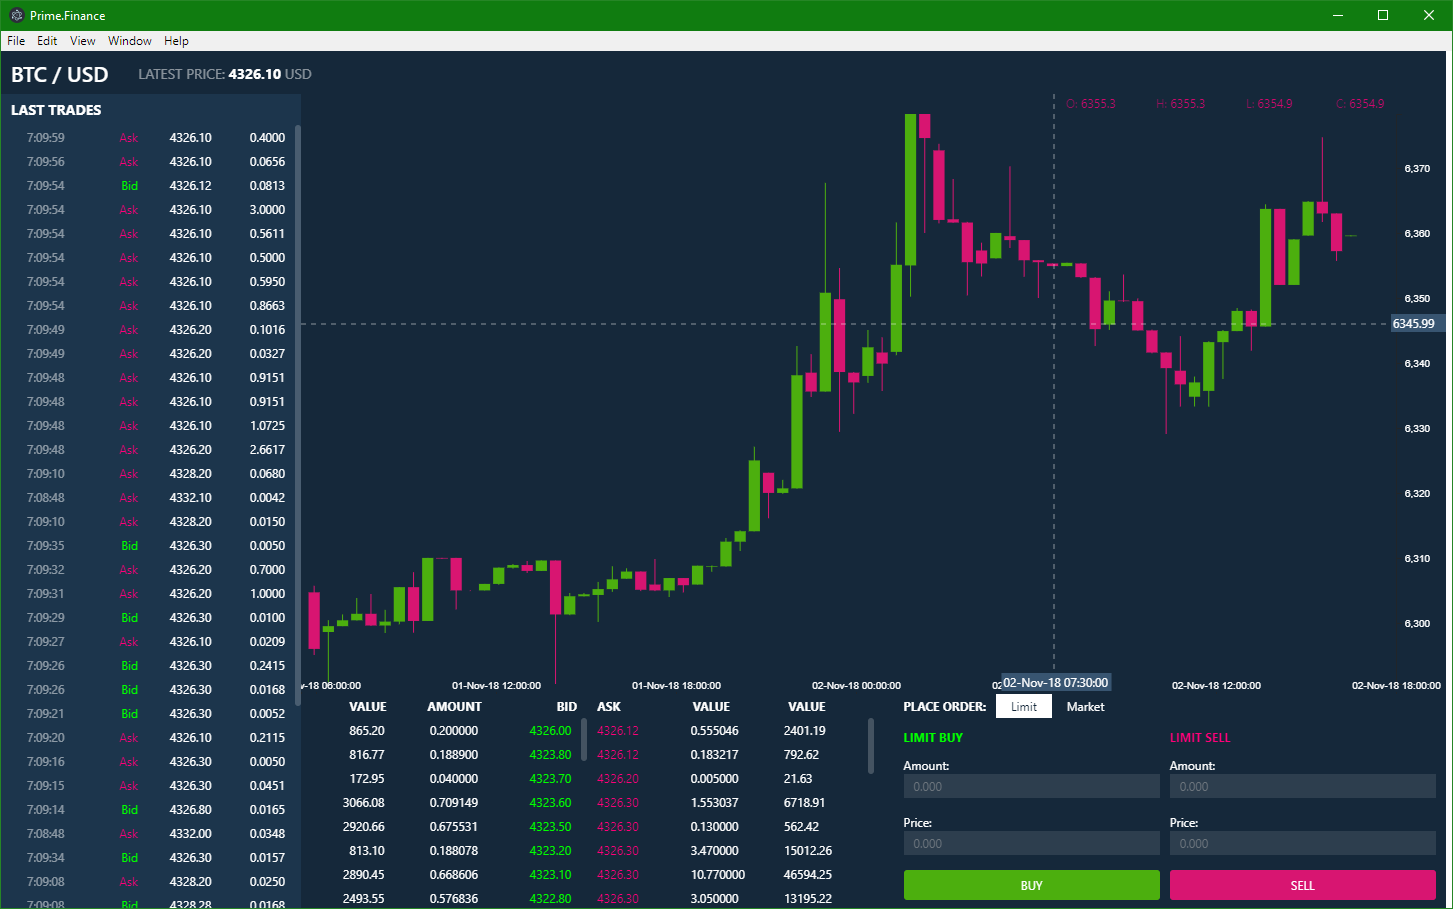 Prime.Finance
File Edit View Window Help
BTC / USD LATEST PRICE: 4326.10 USD
LAST TRADES
7:09:59 Ask 4326.10 0.4000
7:09:56 Ask 4326.10 0.0656
7:09:54 Bid 4326.12 0.0813
7:09:54 Ask 4326.10 3.0000
7:09:54 Ask 4326.10 0.5611
7:09:54 Ask 4326.10 0.5000
7:09:54 Ask 4326.10 0.5950
7:09:54 Ask 4326.10 0.8663
7:09:49 Ask 4326.20 0.1016
7:09:49 Ask 4326.20 0.0327
7:09:48 Ask 4326.10 0.9151
7:09:48 Ask 4326.10 0.9151
7:09:48 Ask 4326.10 1.0725
7:09:48 Ask 4326.20 2.6617
7:09:10 Ask 4328.20 0.0680
7:08:48 Ask 4332.10 0.0042
7:09:10 Ask 4328.20 0.0150
7:09:35 Bid 4326.30 0.0050
7:09:32 Ask 4326.20 0.7000
7:09:31 Ask 4326.20 1.0000
7:09:29 Bid 4326.30 0.0100
7:09:27 Ask 4326.10 0.0209
7:09:26 Bid 4326.30 0.2415
7:09:26 Bid 4326.30 0.0168
7:09:21 Bid 4326.30 0.0052
7:09:20 Ask 4326.10 0.2115
7:09:16 Ask 4326.30 0.0050
7:09:15 Ask 4326.30 0.0451
7:09:14 Bid 4326.80 0.0165
7:08:48 Ask 4332.00 0.0348
7:09:34 Bid 4326.30 0.0157
7:09:08 Ask 4328.20 0.0250
7:09:08 Bid 4328.28 0.0168
O: 6355.3 H: 6355.3 L: 6354.9 C: 6354.9
6,370
6,360
6,350
6345.99
6,340
6,330
6,320
6,310
6,300
v-18 06:00:00 01-Nov-18 12:00:00 01-Nov-18 18:00:00 02-Nov-18 00:00:00 02-Nov-18 07:30:00 02-Nov-18 12:00:00 02-Nov-18 18:00:00
VALUE AMOUNT BID ASK VALUE VALUE
865.20 0.200000 4326.00 4326.12 0.555046 2401.19
816.77 0.188900 4323.80 4326.12 0.183217 792.62
172.95 0.040000 4323.70 4326.20 0.005000 21.63
3066.08 0.709149 4323.60 4326.30 1.553037 6718.91
2920.66 0.675531 4323.50 4326.30 0.130000 562.42
813.10 0.188078 4323.20 4326.30 3.470000 15012.26
2890.45 0.668606 4323.10 4326.30 10.770000 46594.25
2493.55 0.576836 4322.80 4326.30 3.050000 13195.22
PLACE ORDER: Limit Market
LIMIT BUY
Amount:
0.000
Price:
0.000
BUY
LIMIT SELL
Amount:
0.000
Price:
0.000
SELL